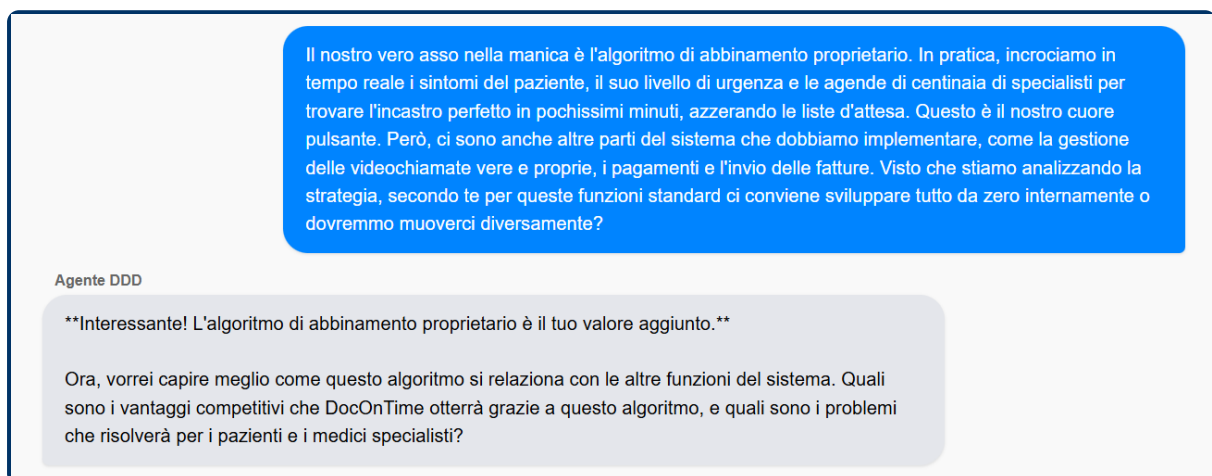 Il nostro vero asso nella manica è l'algoritmo di abbinamento proprietario. In pratica, incrociamo in
tempo reale i sintomi del paziente, il suo livello di urgenza e le agende di centinaia di specialisti per
trovare l'incastro perfetto in pochissimi minuti, azzerando le liste d'attesa. Questo è il nostro cuore
pulsante. Però, ci sono anche altre parti del sistema che dobbiamo implementare, come la gestione
delle videochiamate vere e proprie, i pagamenti e l'invio delle fatture. Visto che stiamo analizzando la
strategia, secondo te per queste funzioni standard ci conviene sviluppare tutto da zero internamente o
dovremmo muoverci diversamente?
Agente DDD
**Interessante! L'algoritmo di abbinamento proprietario è il tuo valore aggiunto.**
Ora, vorrei capire meglio come questo algoritmo si relaziona con le altre funzioni del sistema. Quali
sono i vantaggi competitivi che DocOnTime otterrà grazie a questo algoritmo, e quali sono i problemi
che risolverà per i pazienti e i medici specialisti?